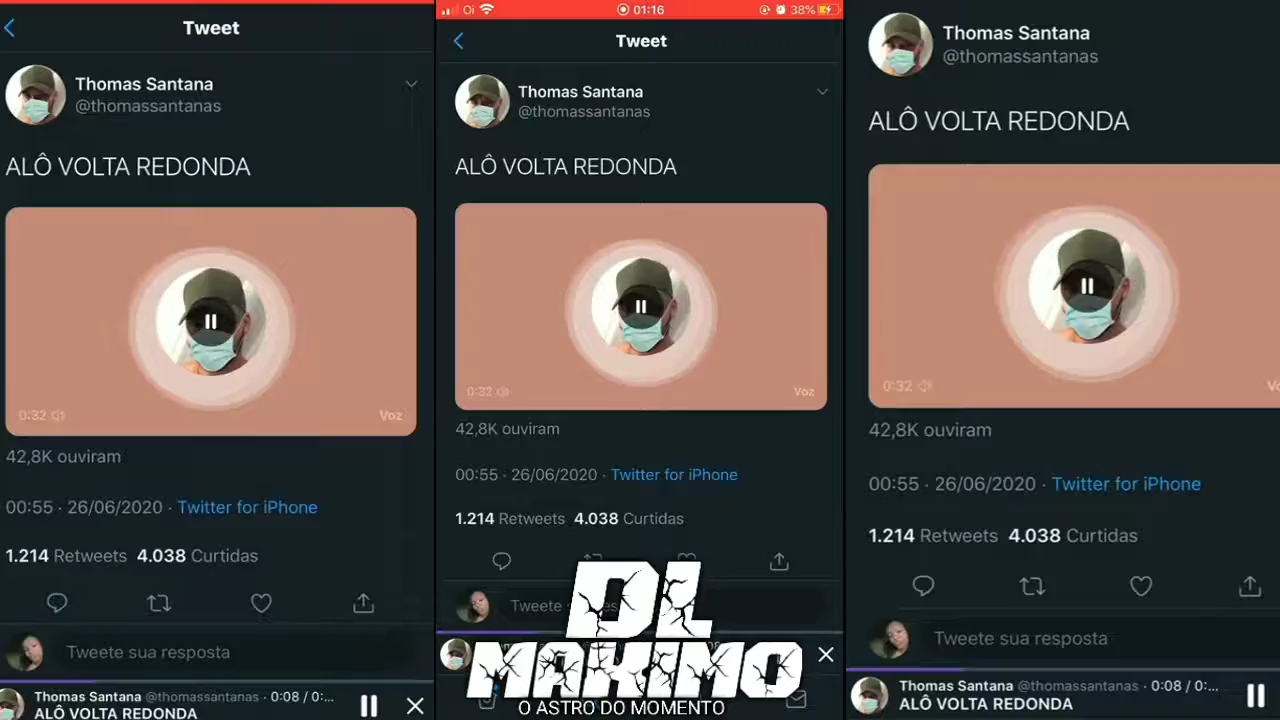 Tweet
Thomas Santana
@thomassantanas
ALÔ VOLTA REDONDA
0:32
Voz
42,8K ouviram
00:55 · 26/06/2020 · Twitter for iPhone
1.214 Retweets 4.038 Curtidas
Tweete sua resposta
Thomas Santana @thomassantanas · 0:08 / 0:...
ALÔ VOLTA REDONDA
Oi 01:16 38%
Tweet
Thomas Santana
@thomassantanas
ALÔ VOLTA REDONDA
0:32
Voz
42,8K ouviram
00:55 · 26/06/2020 · Twitter for iPhone
1.214 Retweets 4.038 Curtidas
Tweete
DL
MAKIMO
O ASTRO DO MOMENTO
Thomas Santana
@thomassantanas
ALÔ VOLTA REDONDA
0:32
42,8K ouviram
00:55 · 26/06/2020 · Twitter for iPhone
1.214 Retweets 4.038 Curtidas
Tweete sua resposta
Thomas Santana @thomassantanas · 0:08 / 0:...
ALÔ VOLTA REDONDA